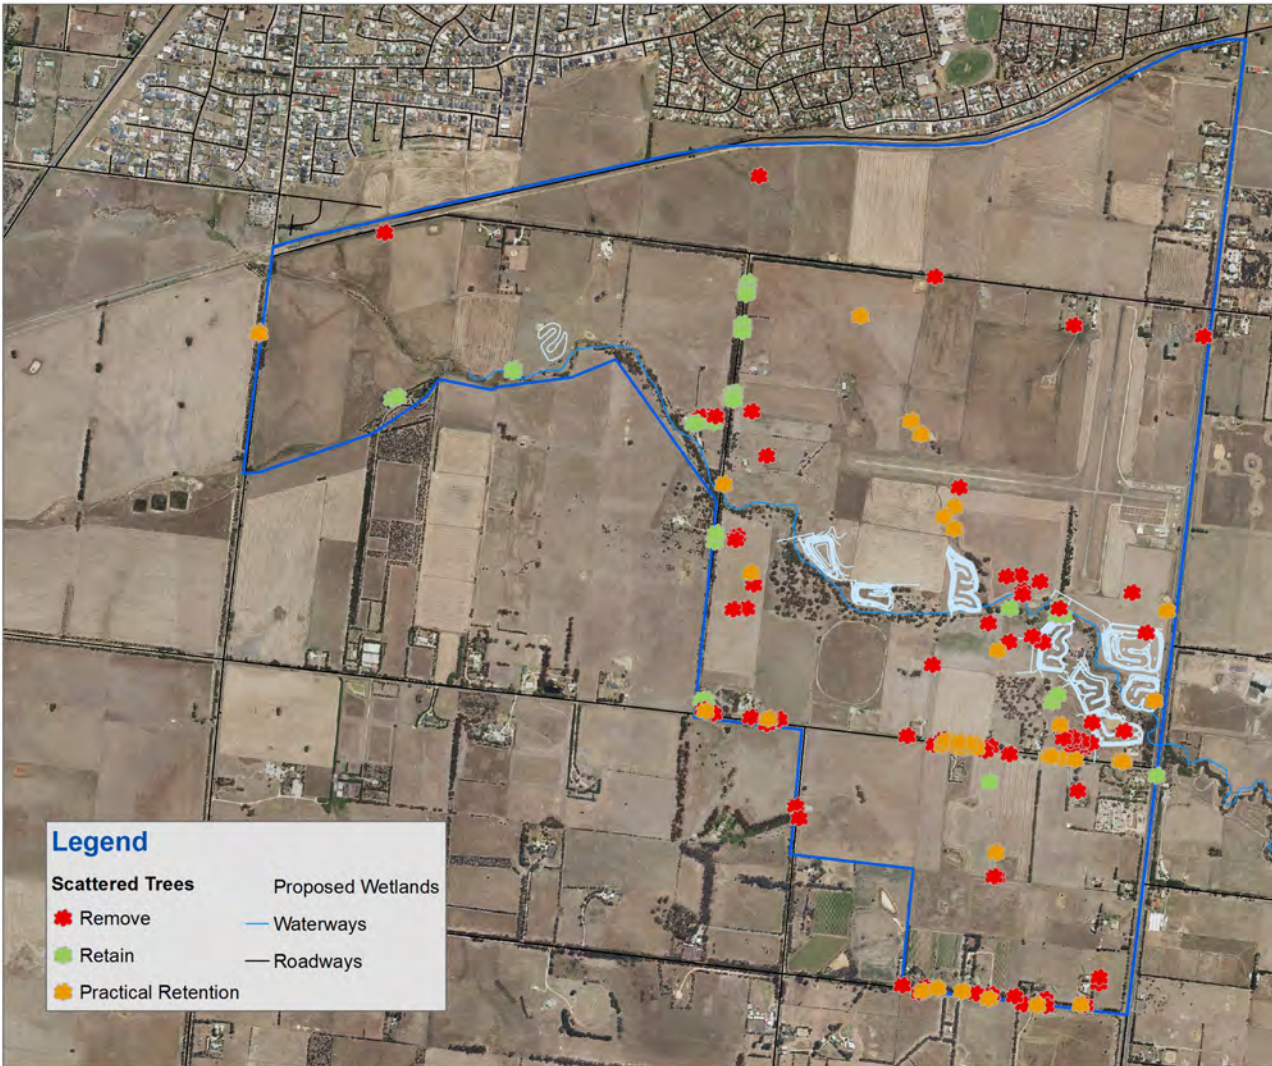 Legend
Scattered Trees
Remove
Retain
Practical Retention
Proposed Wetlands
Waterways
Roadways